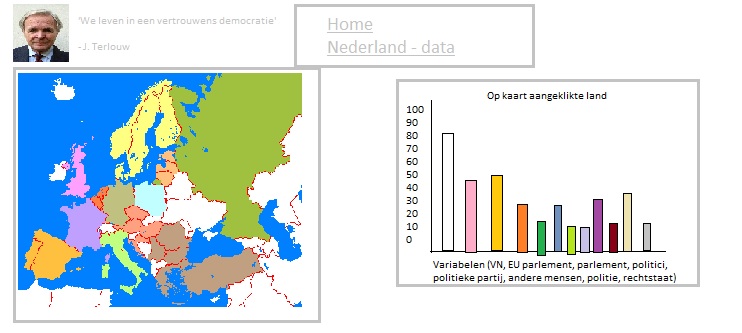 'We leven in een vertrouwens democratie'
- J. Terlouw
Home
Nederland - data
Op kaart aangeklikte land
100
90
80
70
60
50
40
30
20
10
0
Variabelen (VN, EU parlement, parlement, politici,
politieke partij, andere mensen, politie, rechtstaat)